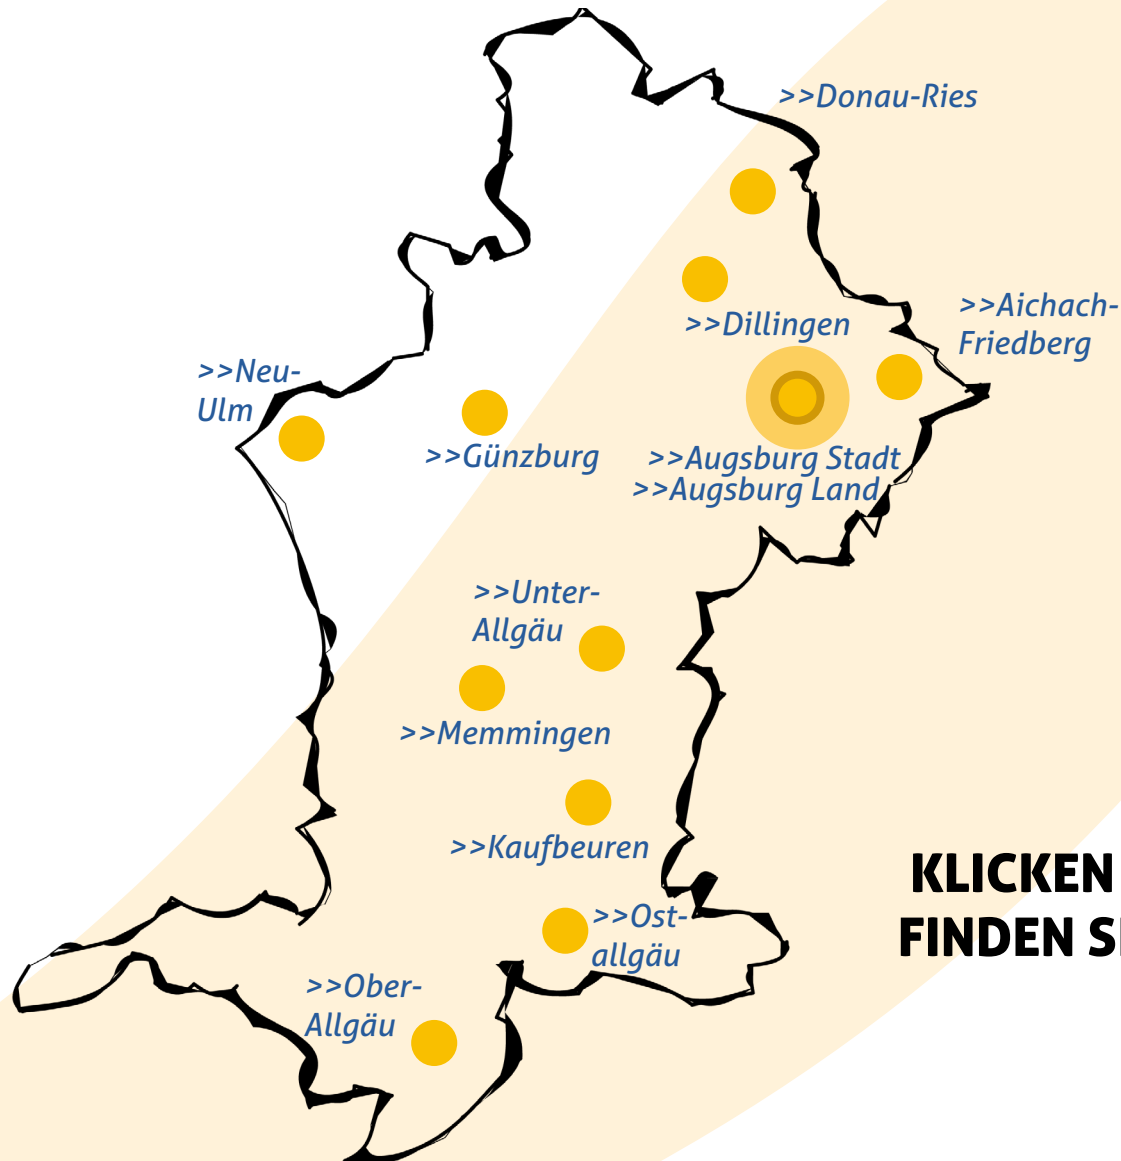 >>Donau-Ries
>>Aichach-
Friedberg
>>Dillingen
>>Neu-
Ulm
>>Günzburg
>>Augsburg Stadt
>>Augsburg Land
>>Unter-
Allgäu
>>Memmingen
>>Kaufbeuren
KLICKEN
FINDEN
>>Ost-
allgäu
>>Ober-
Allgäu